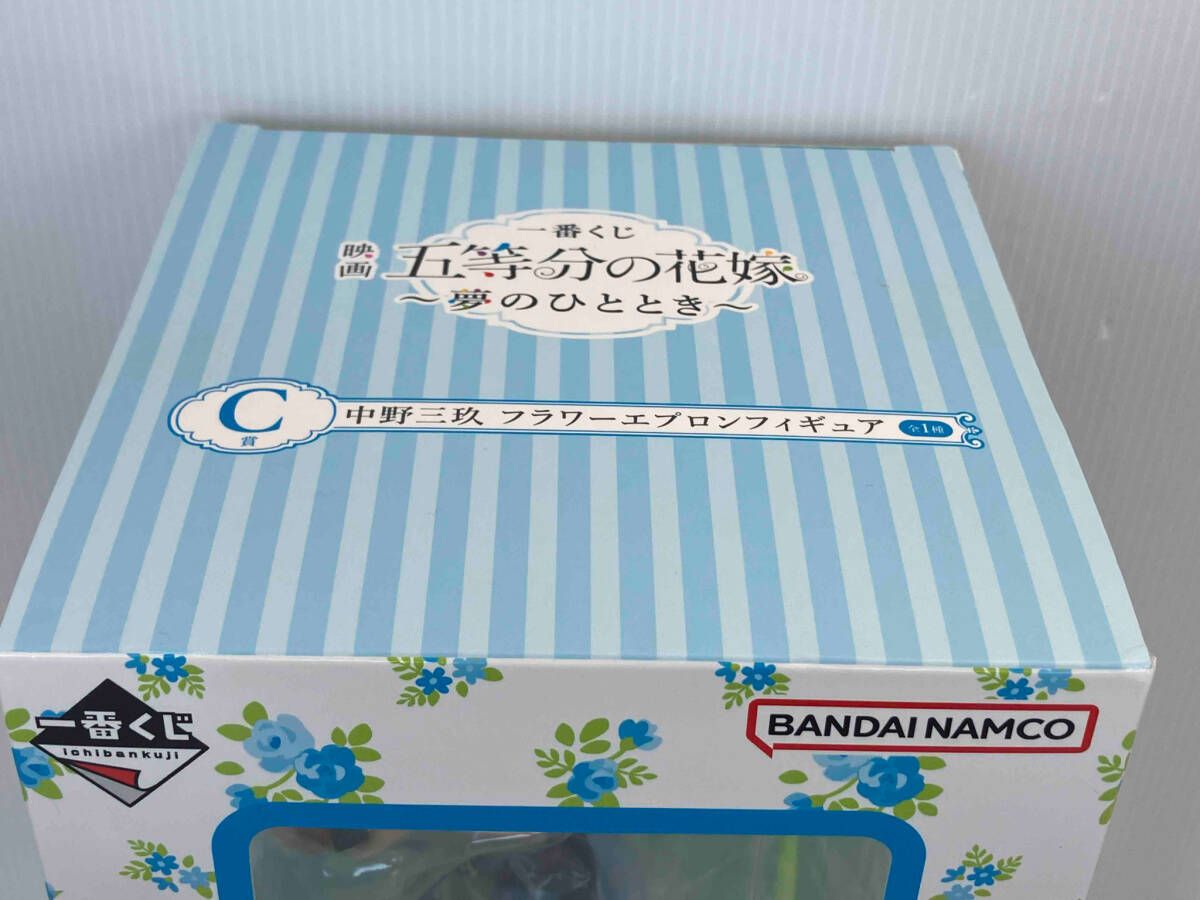 一番くじ
映画 五等分の花嫁
～夢のひととき～
C賞 中野三玖 フラワーエプロンフィギュア 全1種
一番くじ
ichibankuji
BANDAI NAMCO